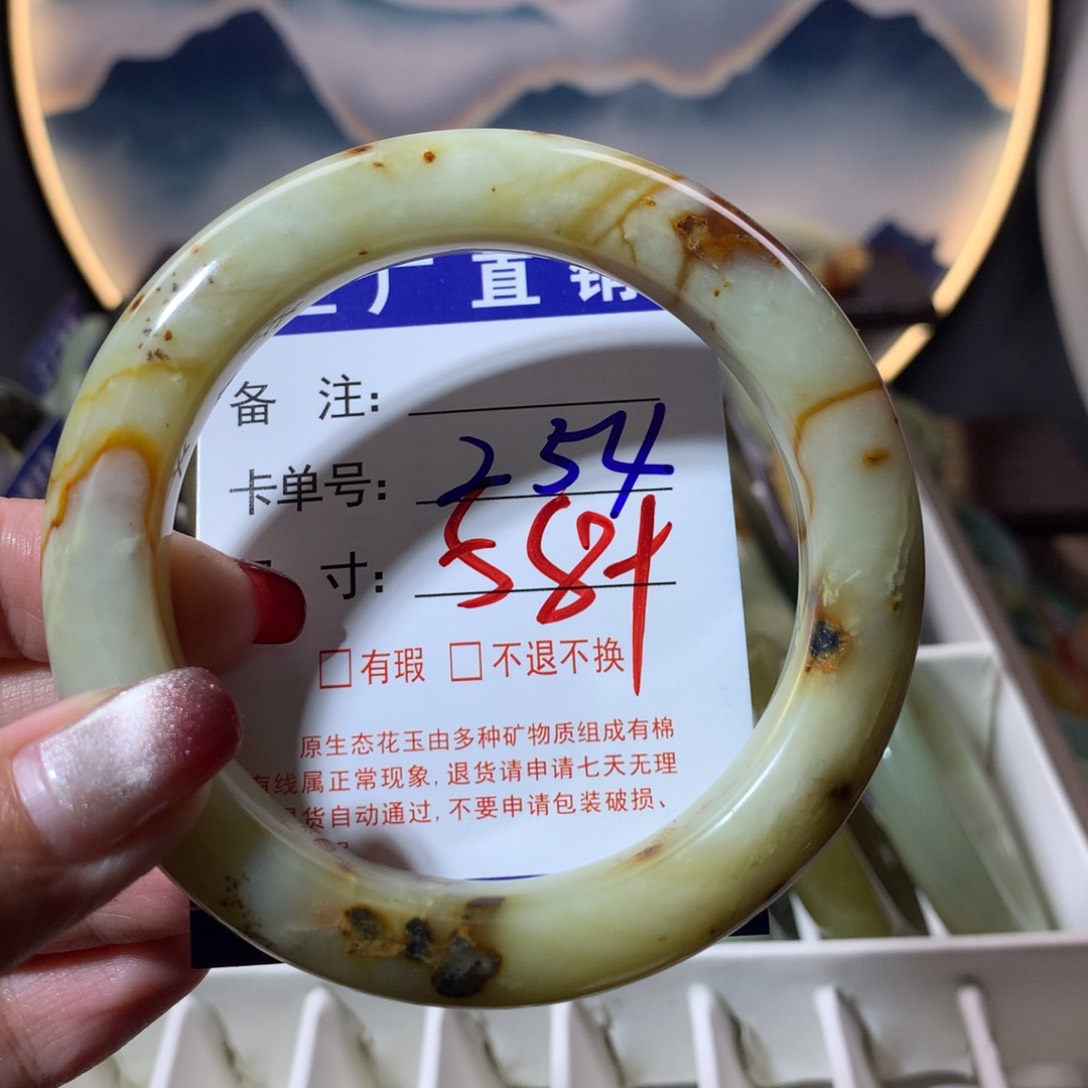 厂直销
备 注:
卡单号: 254
寸: 58+
□有瑕 □不退不换
原生态花玉由多种矿物质组成有棉
有线属正常现象,退货请申请七天无理
货自动通过,不要申请包装破损、